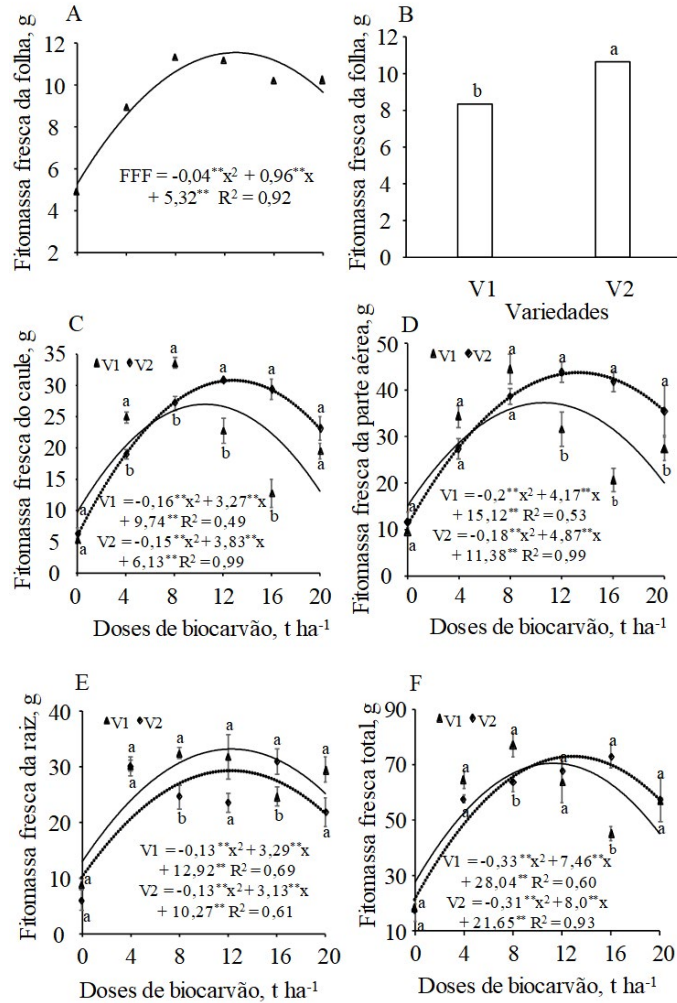 A
Fitomassa fresca da folha, g
12
10
8
6
4
2
FFF = -0,04**x² + 0,96**x
+ 5,32** R² = 0,92
B
Fitomassa fresca da folha, g
12
10
8
6
4
2
0
b
a
V1
V2
Variedades
C
V1 V2
Fitomassa fresca do caule, g
35
30
25
20
15
10
5
0
a
a
a
a
a
a
b
b
b
b
a
a
V1 =-0,16**x²+3,27**x
+9,74** R² =0,49
V2 =-0,15**x²+3,83**x
+6,13** R² =0,99
0 4 8 12 16 20
Doses de biocarvão, t ha-1
D
V1 V2
Fitomassa fresca da parte aérea, g
50
40
30
20
10
0
a
a
a
a
a
a
a
a
b
b
a
a
V1 =-0,2**x²+4,17**x
+15,12** R² =0,53
V2 =-0,18**x²+4,87**x
+11,38** R² =0,99
0 4 8 12 16 20
Doses de biocarvão, t ha-1
E
V1 V2
Fitomassa fresca da raiz, g
40
30
20
10
0
a
a
a
a
a
a
a
a
b
a
b
a
V1 =-0,13**x²+3,29**x
+12,92** R² =0,69
V2 =-0,13**x²+3,13**x
+10,27** R² =0,61
0 4 8 12 16 20
Doses de biocarvão, t ha-1
F
V1 V2
Fitomassa fresca total, g
90
70
50
30
10
a
a
a
a
a
a
a
a
b
a
b
a
V1 =-0,33**x²+7,46**x
+28,04** R² =0,60
V2 =-0,31**x²+8,0**x
+21,65** R² =0,93
0 4 8 12 16 20
Doses de biocarvão, t ha-1